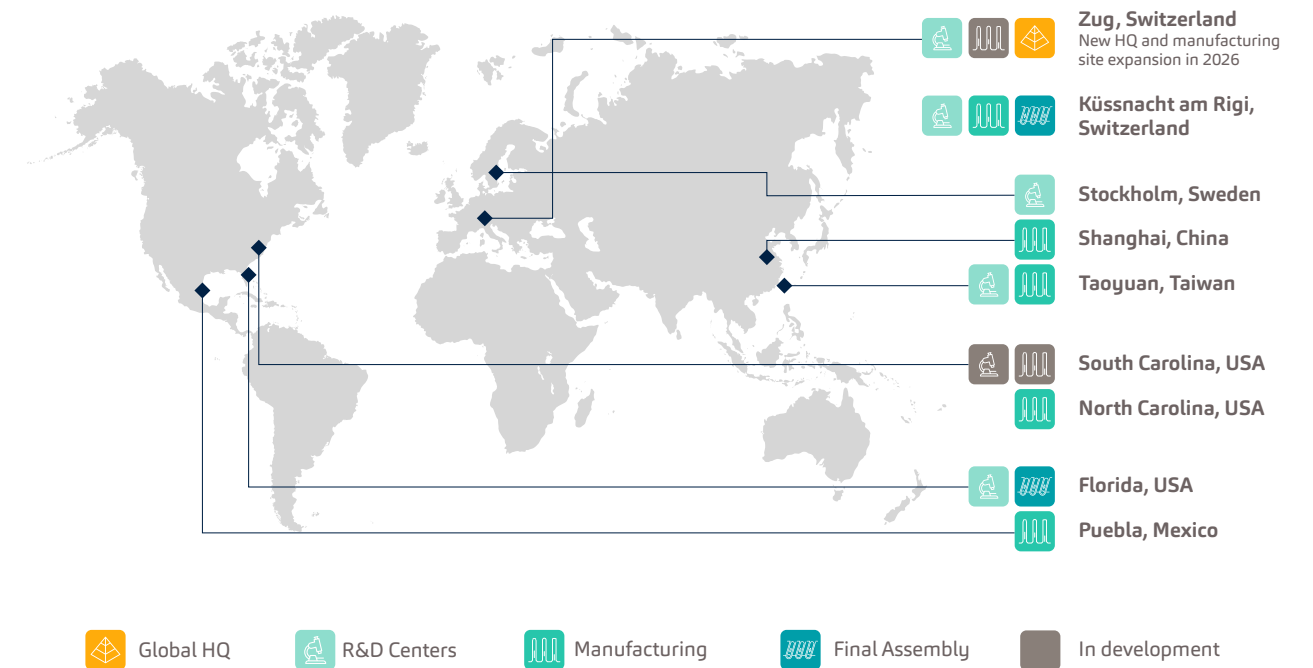 Zug, Switzerland
New HQ and manufacturing
site expansion in 2026
Küssnacht am Rigi,
Switzerland
Stockholm, Sweden
Shanghai, China
Taoyuan, Taiwan
South Carolina, USA
North Carolina, USA
Florida, USA
Puebla, Mexico
Global HQ
R&D Centers
Manufacturing
Final Assembly
In development